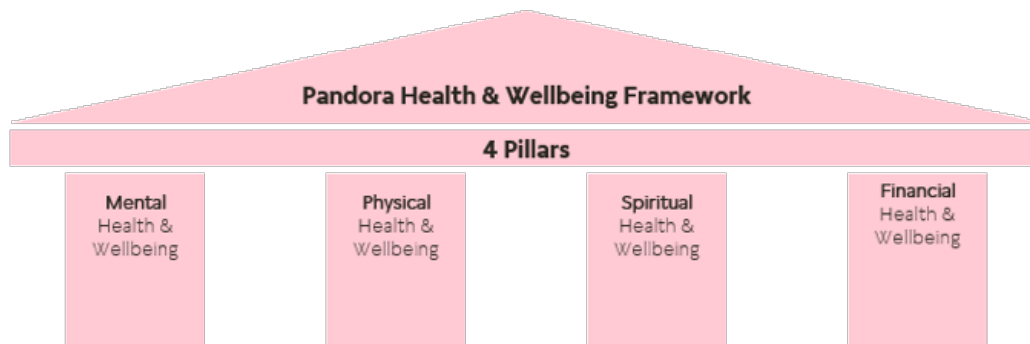 Pandora Health & Wellbeing Framework
4 Pillars
Mental
Health &
Wellbeing
Physical
Health &
Wellbeing
Spiritual
Health &
Wellbeing
Financial
Health &
Wellbeing